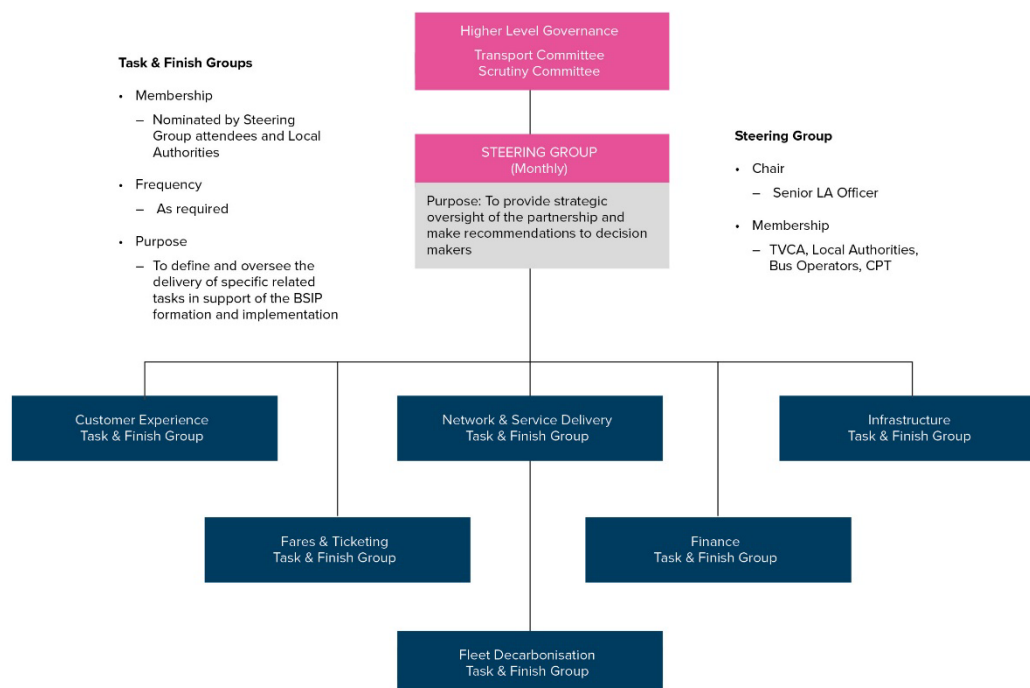 Higher Level Governance
Transport Committee
Scrutiny Committee
Task & Finish Groups
• Membership
– Nominated by Steering
Group attendees and Local
Authorities
• Frequency
– As required
• Purpose
– To define and oversee the
delivery of specific related
tasks in support of the BSIP
formation and implementation
STEERING GROUP
(Monthly)
Purpose: To provide strategic
oversight of the partnership and
make recommendations to decision
makers
Steering Group
• Chair
– Senior LA Officer
• Membership
– TVCA, Local Authorities,
Bus Operators, CPT
Customer Experience
Task & Finish Group
Network & Service Delivery
Task & Finish Group
Infrastructure
Task & Finish Group
Fares & Ticketing
Task & Finish Group
Finance
Task & Finish Group
Fleet Decarbonisation
Task & Finish Group